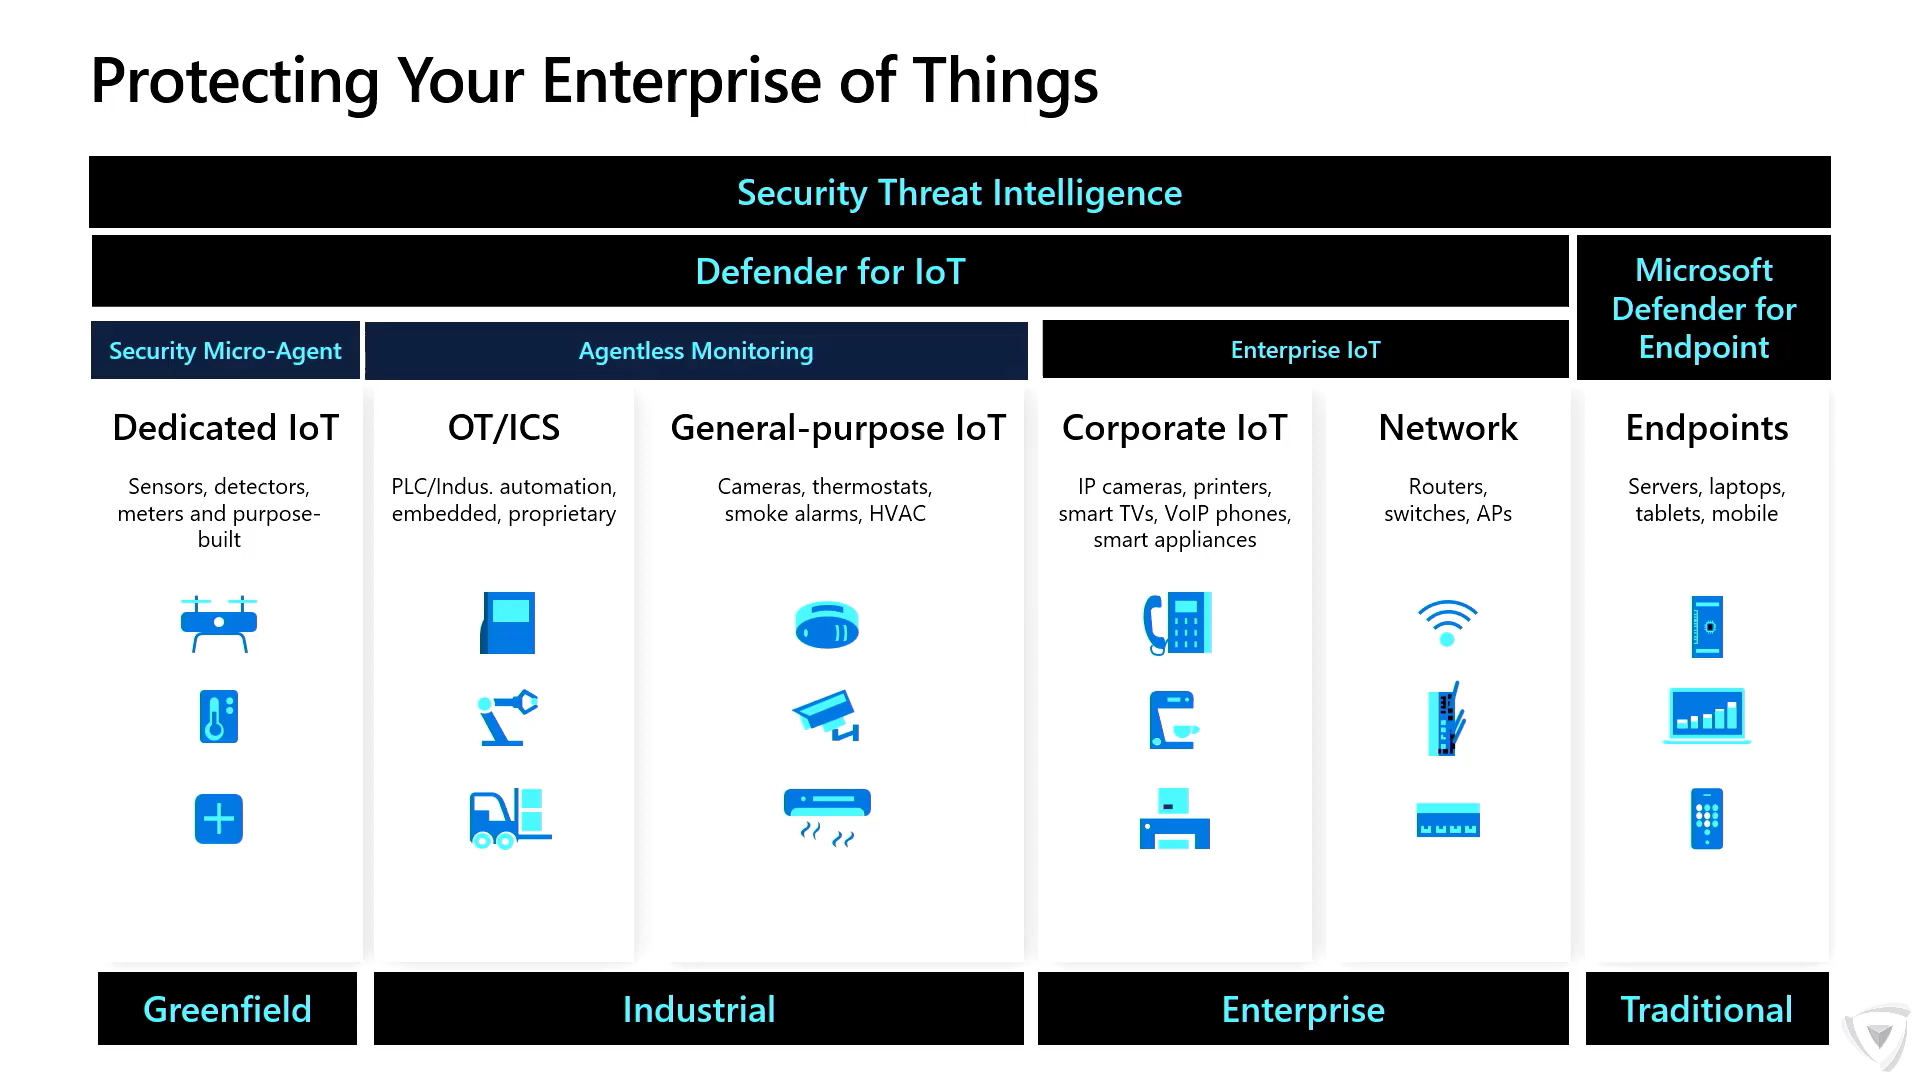 Protecting Your Enterprise of Things
Security Threat Intelligence
Defender for IoT
Microsoft
Defender for
Endpoint
Security Micro-Agent
Agentless Monitoring
Enterprise IoT
Dedicated IoT
Sensors, detectors,
meters and purpose-
built
OT/ICS
PLC/Indus. automation,
embedded, proprietary
General-purpose IoT
Cameras, thermostats,
smoke alarms, HVAC
Corporate IoT
IP cameras, printers,
smart TVs, VoIP phones,
smart appliances
Network
Routers,
switches, APs
Endpoints
Servers, laptops,
tablets, mobile
Greenfield
Industrial
Enterprise
Traditional